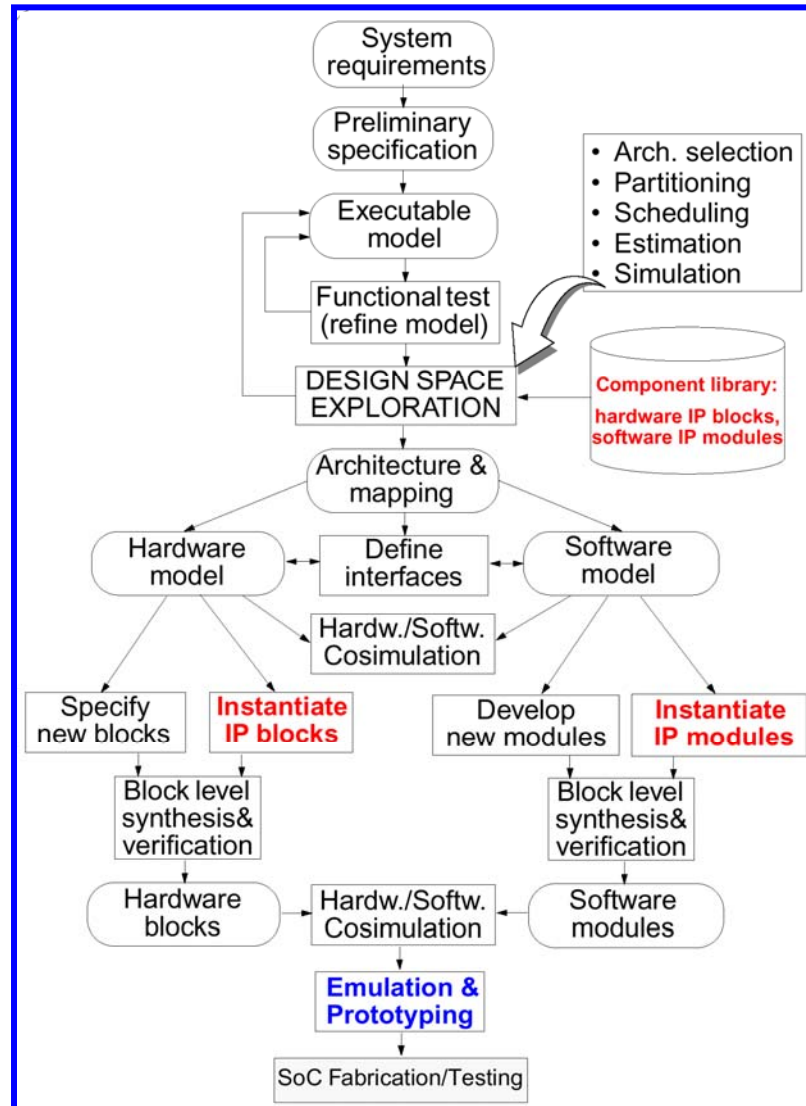 System
requirements
Preliminary
specification
• Arch. selection
• Partitioning
• Scheduling
• Estimation
• Simulation
Executable
model
Functional test
(refine model)
DESIGN SPACE
EXPLORATION
Component library:
hardware IP blocks,
software IP modules
Architecture &
mapping
Hardware
model
Define
interfaces
Software
model
Hardw./Softw.
Cosimulation
Specify
new blocks
Instantiate
IP blocks
Develop
new modules
Instantiate
IP modules
Block level
synthesis&
verification
Block level
synthesis&
verification
Hardware
blocks
Hardw./Softw.
Cosimulation
Software
modules
Emulation &
Prototyping
SoC Fabrication/Testing